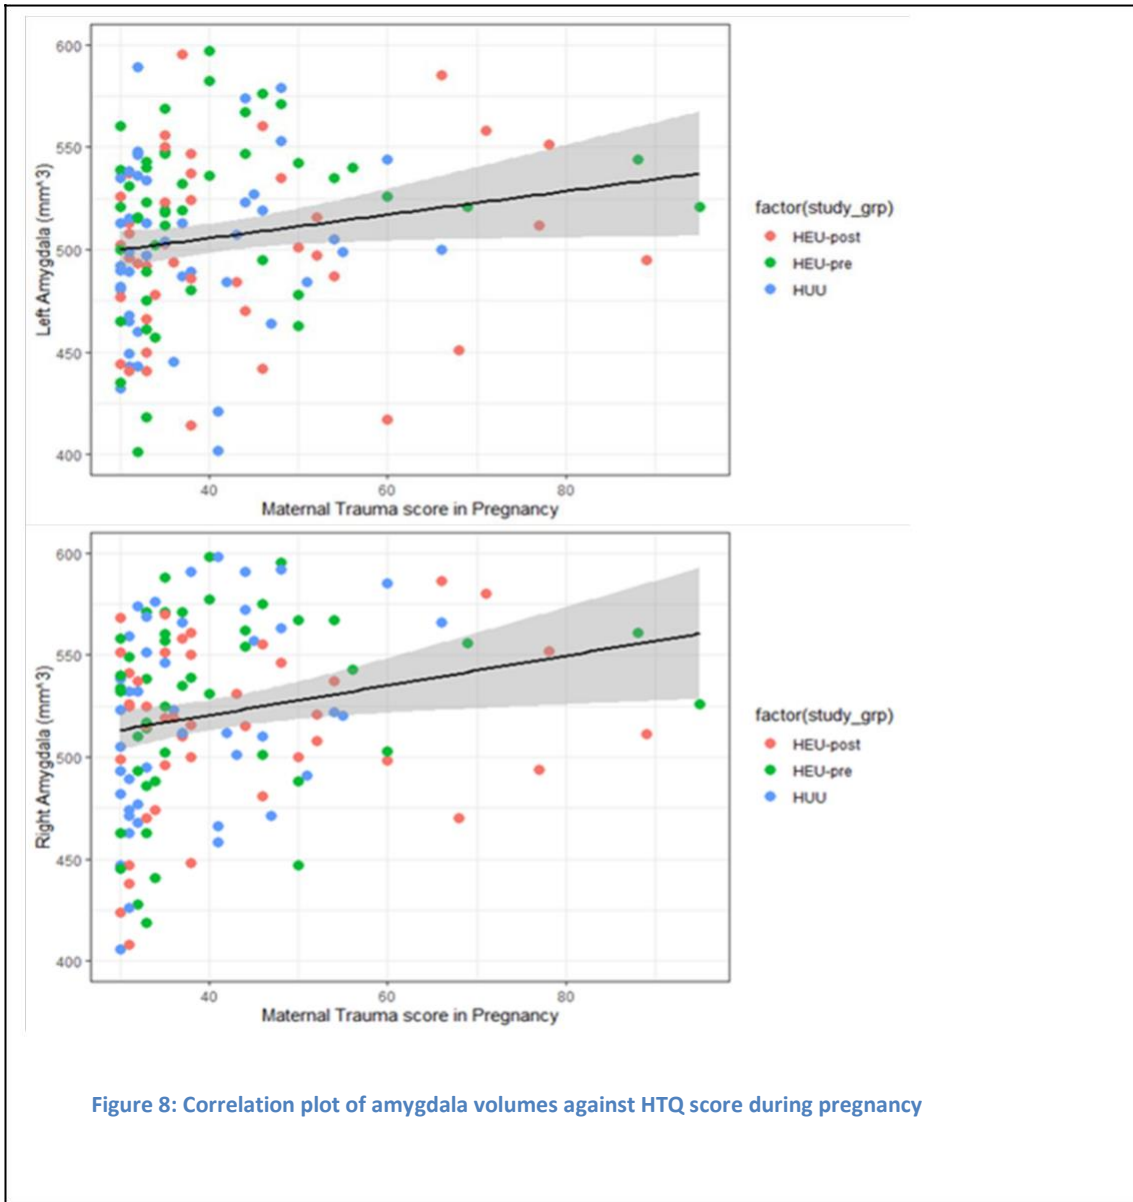 600
550
500
450
400
Left Amygdala (mm^3)
40 60 80
Maternal Trauma score in Pregnancy
factor(study_grp)
HEU-post
HEU-pre
HUU
600
550
500
450
400
Right Amygdala (mm^3)
40 60 80
Maternal Trauma score in Pregnancy
factor(study_grp)
HEU-post
HEU-pre
HUU
Figure 8: Correlation plot of amygdala volumes against HTQ score during pregnancy